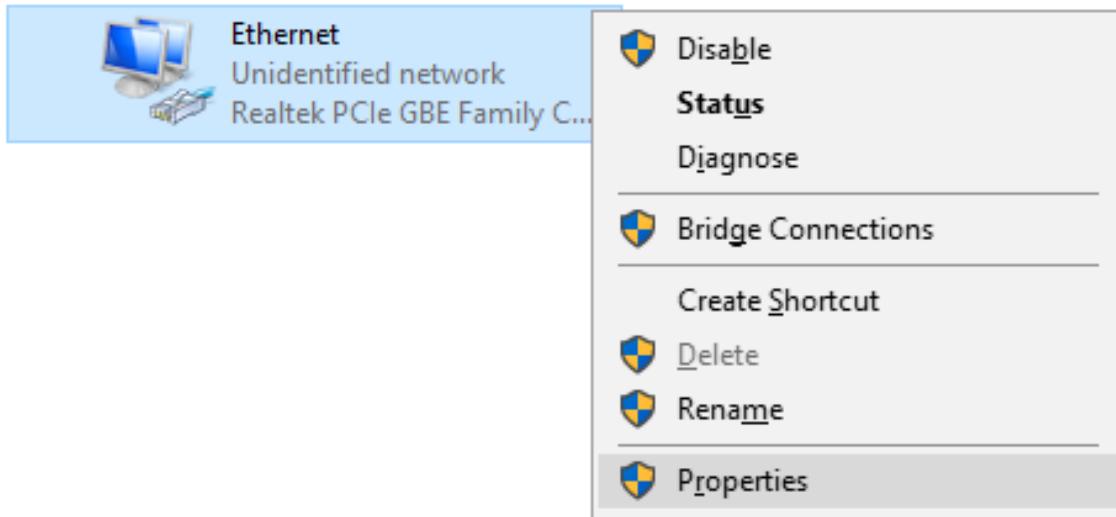 Ethernet
Unidentified network
Realtek PCIe GBE Family C...
Disable
Status
Diagnose
Bridge Connections
Create Shortcut
Delete
Rename
Properties